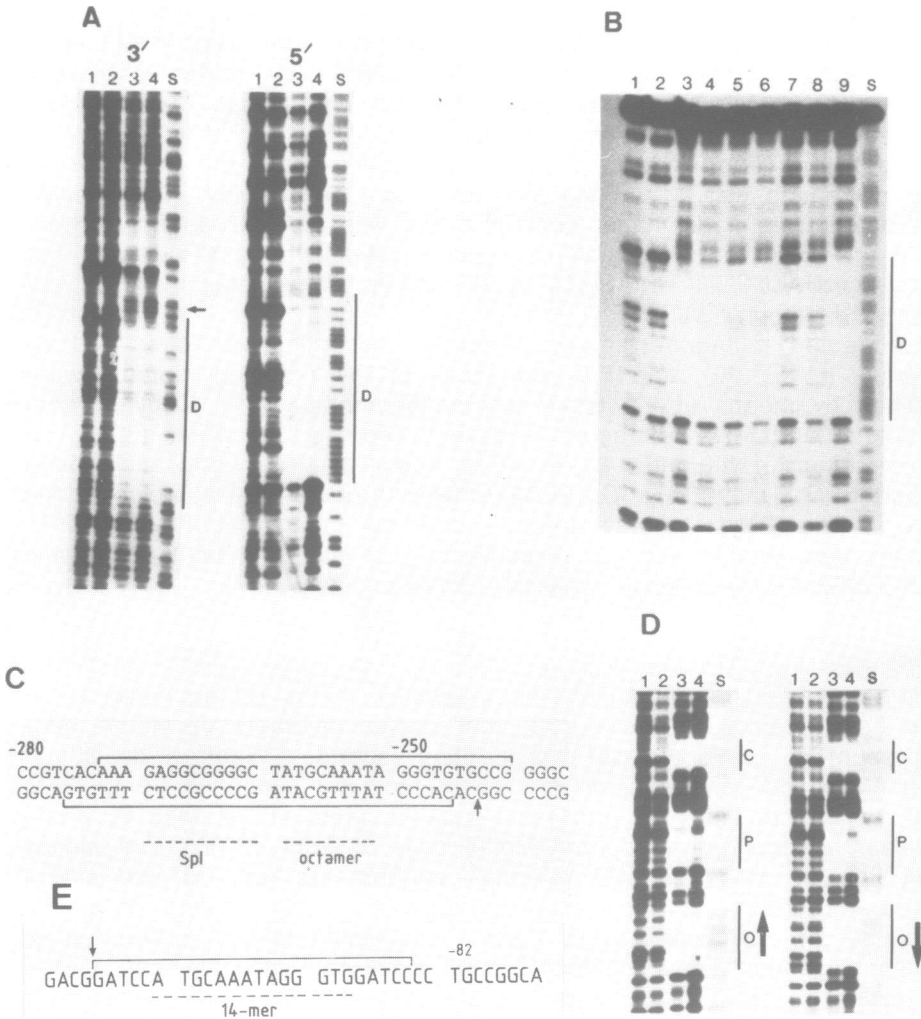 A
B
3′ 5′
1 2 3 4 S 1 2 3 4 S
D
D
1 2 3 4 5 6 7 8 9 S
D
C
-280 -250
CCGTCACAAA GAGGCGGGGC TATGCAAATA GGGTGTGCCG GGGC
GGCAGTGTTT CTCCGCCCCG ATACGTTTAT CCCACACGGC CCCG
SpI octamer
E
-82
GACGGATCCA TGCAAATAGG GTGGATCCCC TGCCGGCA
14-mer
D
1 2 3 4 S 1 2 3 4 S
C C
P P
O O